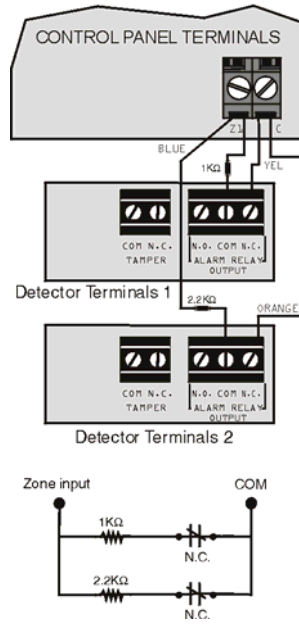 CONTROL PANEL TERMINALS
Z1 C
BLUE
1KΩ
YEL
COM N.C.
TAMPER
N.O. COM N.C.
ALARM RELAY
OUTPUT
Detector Terminals 1
2.2KΩ
ORANGE
COM N.C.
TAMPER
N.O. COM N.C.
ALARM RELAY
OUTPUT
Detector Terminals 2
Zone input
COM
1KΩ
N.C.
2.2KΩ
N.C.